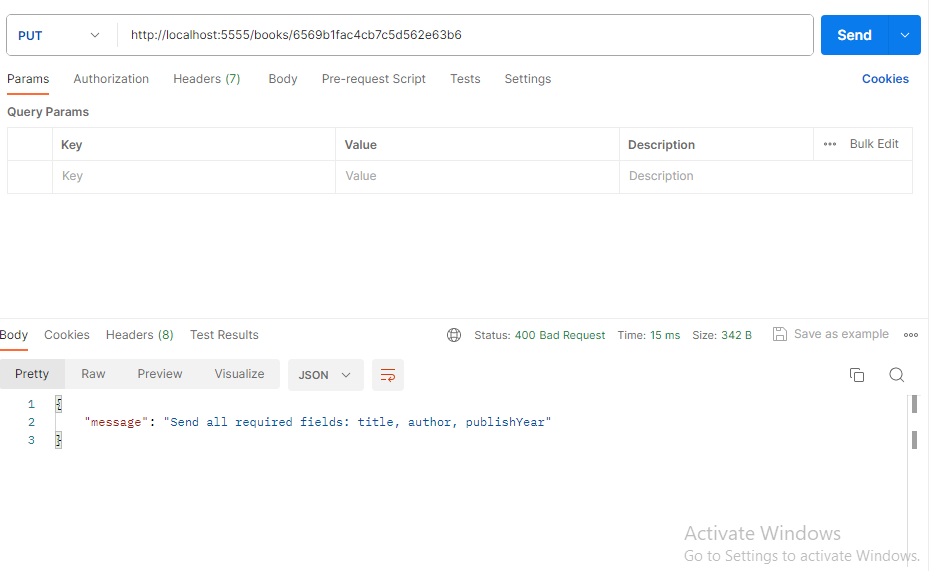 PUT http://localhost:5555/books/6569b1fac4cb7c5d562e63b6 Send
Params Authorization Headers (7) Body Pre-request Script Tests Settings Cookies
Query Params
Key Value Description ••• Bulk Edit
Key Value Description
Body Cookies Headers (8) Test Results Status: 400 Bad Request Time: 15 ms Size: 342 B Save as example
Pretty Raw Preview Visualize JSON
1 {
2 "message": "Send all required fields: title, author, publishYear"
3 }
Activate Windows
Go to Settings to activate Windows.